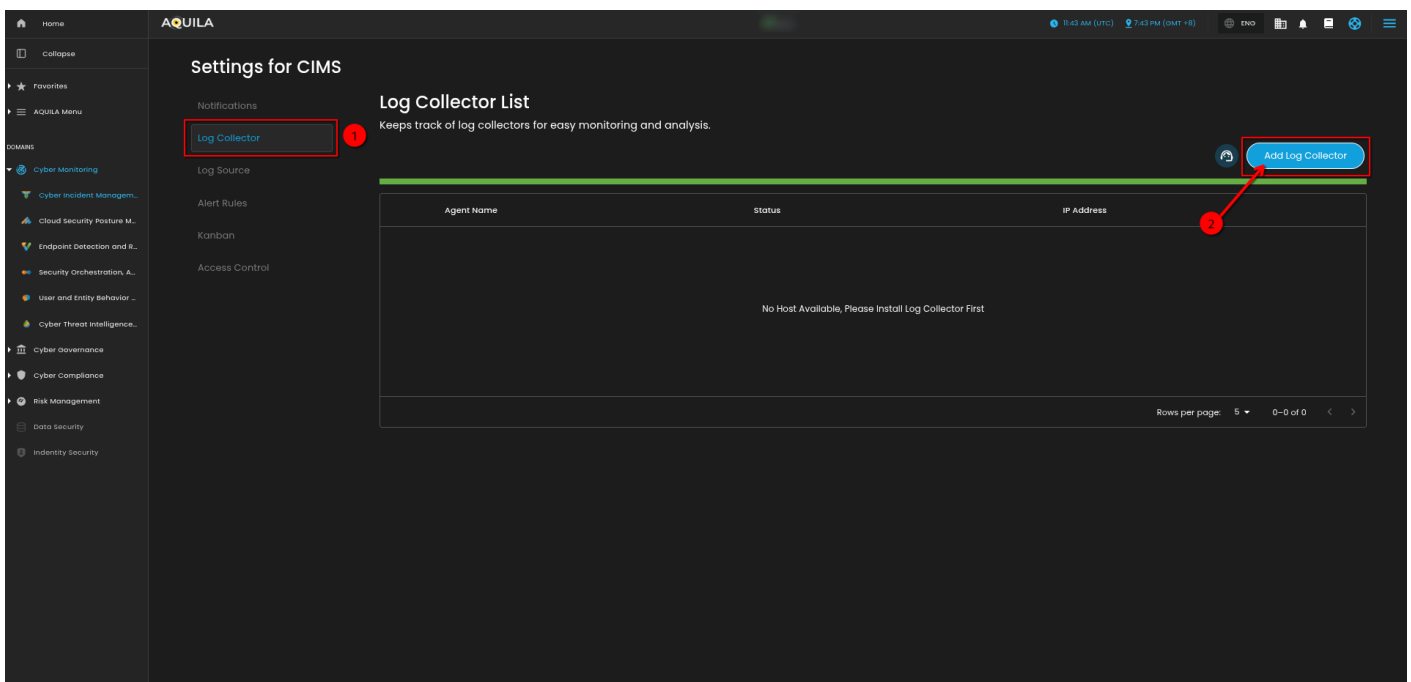 Home
AQUILA
11:43 AM (UTC)
7:43 PM (GMT +8)
ENG
Collapse
Favorites
AQUILA Menu
DOMAINS
Cyber Monitoring
Cyber Incident Managem...
Cloud Security Posture M...
Endpoint Detection and R...
Security Orchestration, A...
User and Entity Behavior ...
Cyber Threat Intelligence...
Cyber Governance
Cyber Compliance
Risk Management
Data Security
Indentity Security
Settings for CIMS
Notifications
Log Collector
1
Log Source
Alert Rules
Kanban
Access Control
Log Collector List
Keeps track of log collectors for easy monitoring and analysis.
Add Log Collector
2
Agent Name
Status
IP Address
No Host Available, Please Install Log Collector First
Rows per page: 5
0–0 of 0